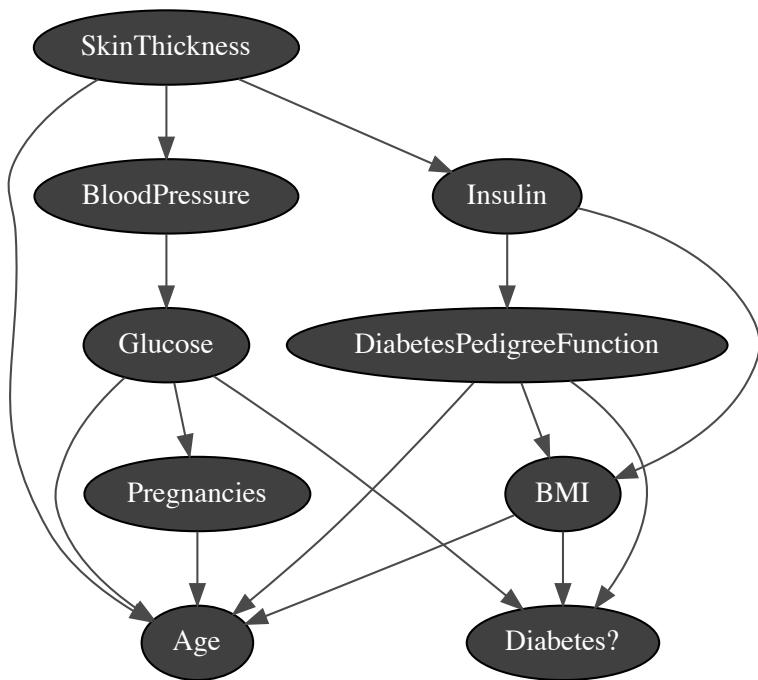 SkinThickness
BloodPressure
Insulin
Glucose
DiabetesPedigreeFunction
Pregnancies
BMI
Age
Diabetes?